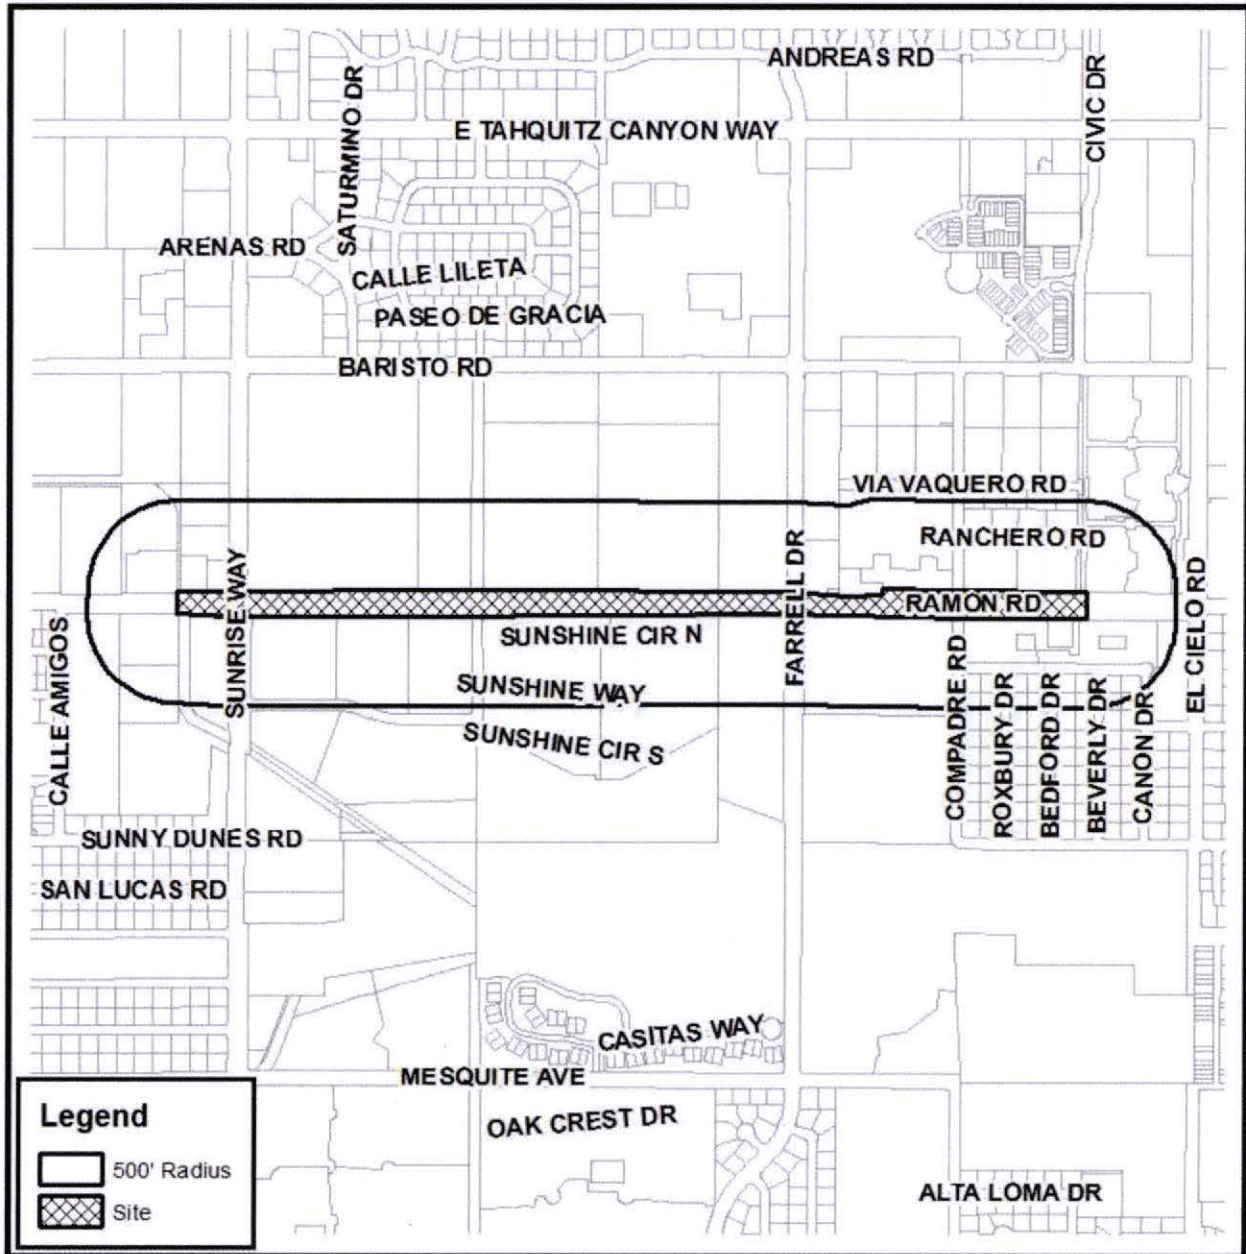 ANDREAS RD
CIVIC DR
SATURMINO DR
E TAHQUITZ CANYON WAY
ARENAS RD
CALLE LILETA
PASEO DE GRACIA
BARISTO RD
VIA VAQUERO RD
RANCHERO RD
SUNRISE WAY
FARRELL DR
EL CIELO RD
RAMON RD
SUNSHINE CIR N
CALLE AMIGOS
SUNSHINE WAY
SUNSHINE CIR S
COMPADRE RD
ROXBURY DR
BEDFORD DR
BEVERLY DR
CANON DR
SUNNY DUNES RD
SAN LUCAS RD
CASITAS WAY
MESQUITE AVE
OAK CREST DR
ALTA LOMA DR
Legend
500' Radius
Site